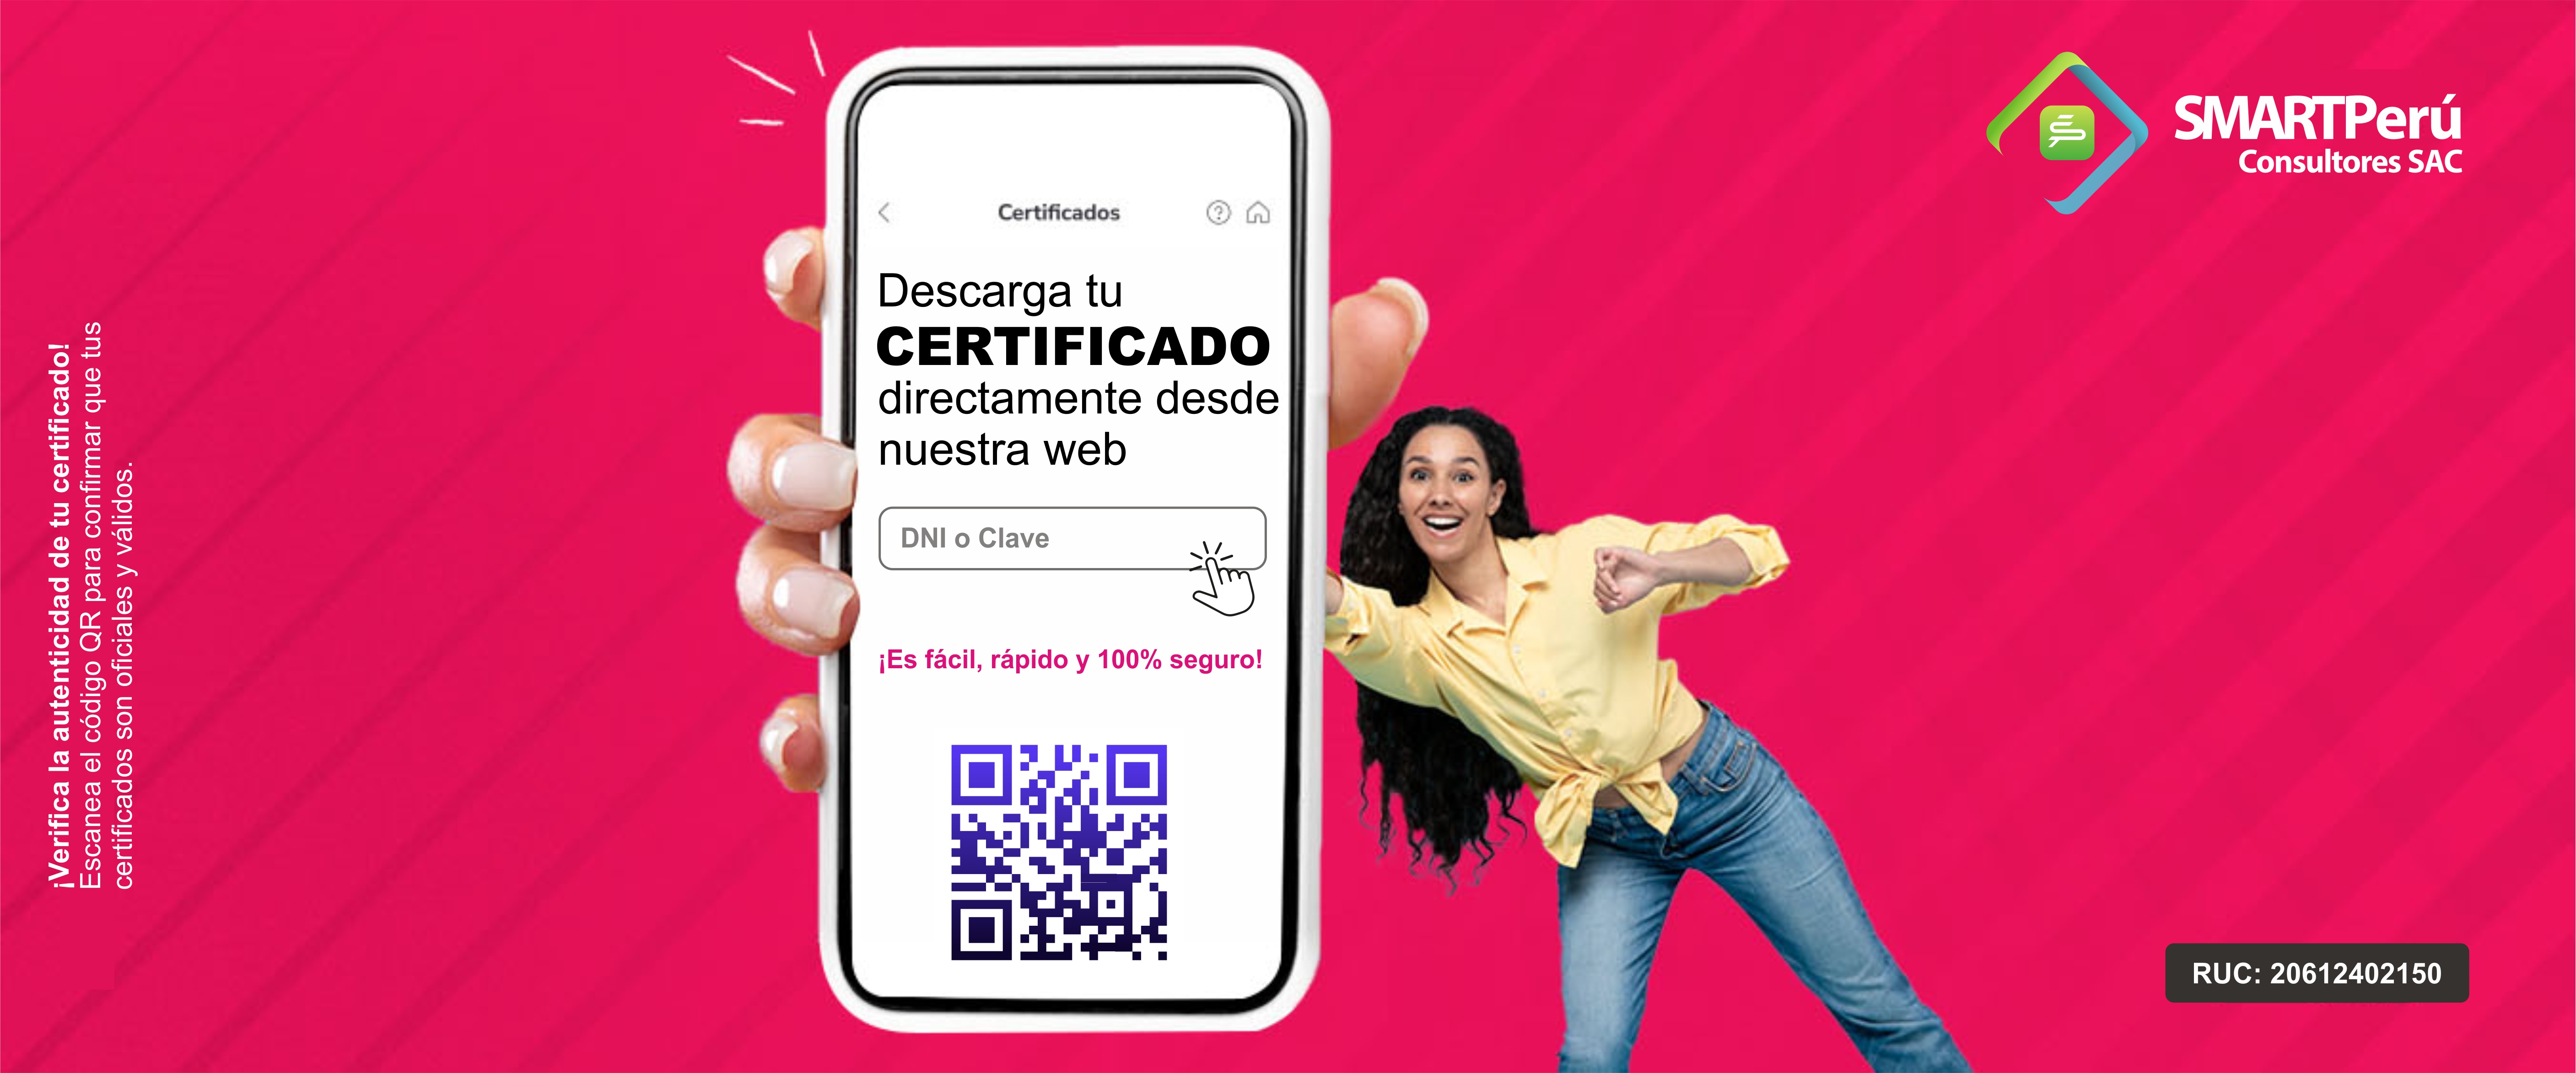 SMARTPerú
Consultores SAC
Certificados
Descarga tu
CERTIFICADO
directamente desde
nuestra web
DNI o Clave
¡Es fácil, rápido y 100% seguro!
¡Verifica la autenticidad de tu certificado!
Escanea el código QR para confirmar que tus
certificados son oficiales y válidos.
RUC: 20612402150